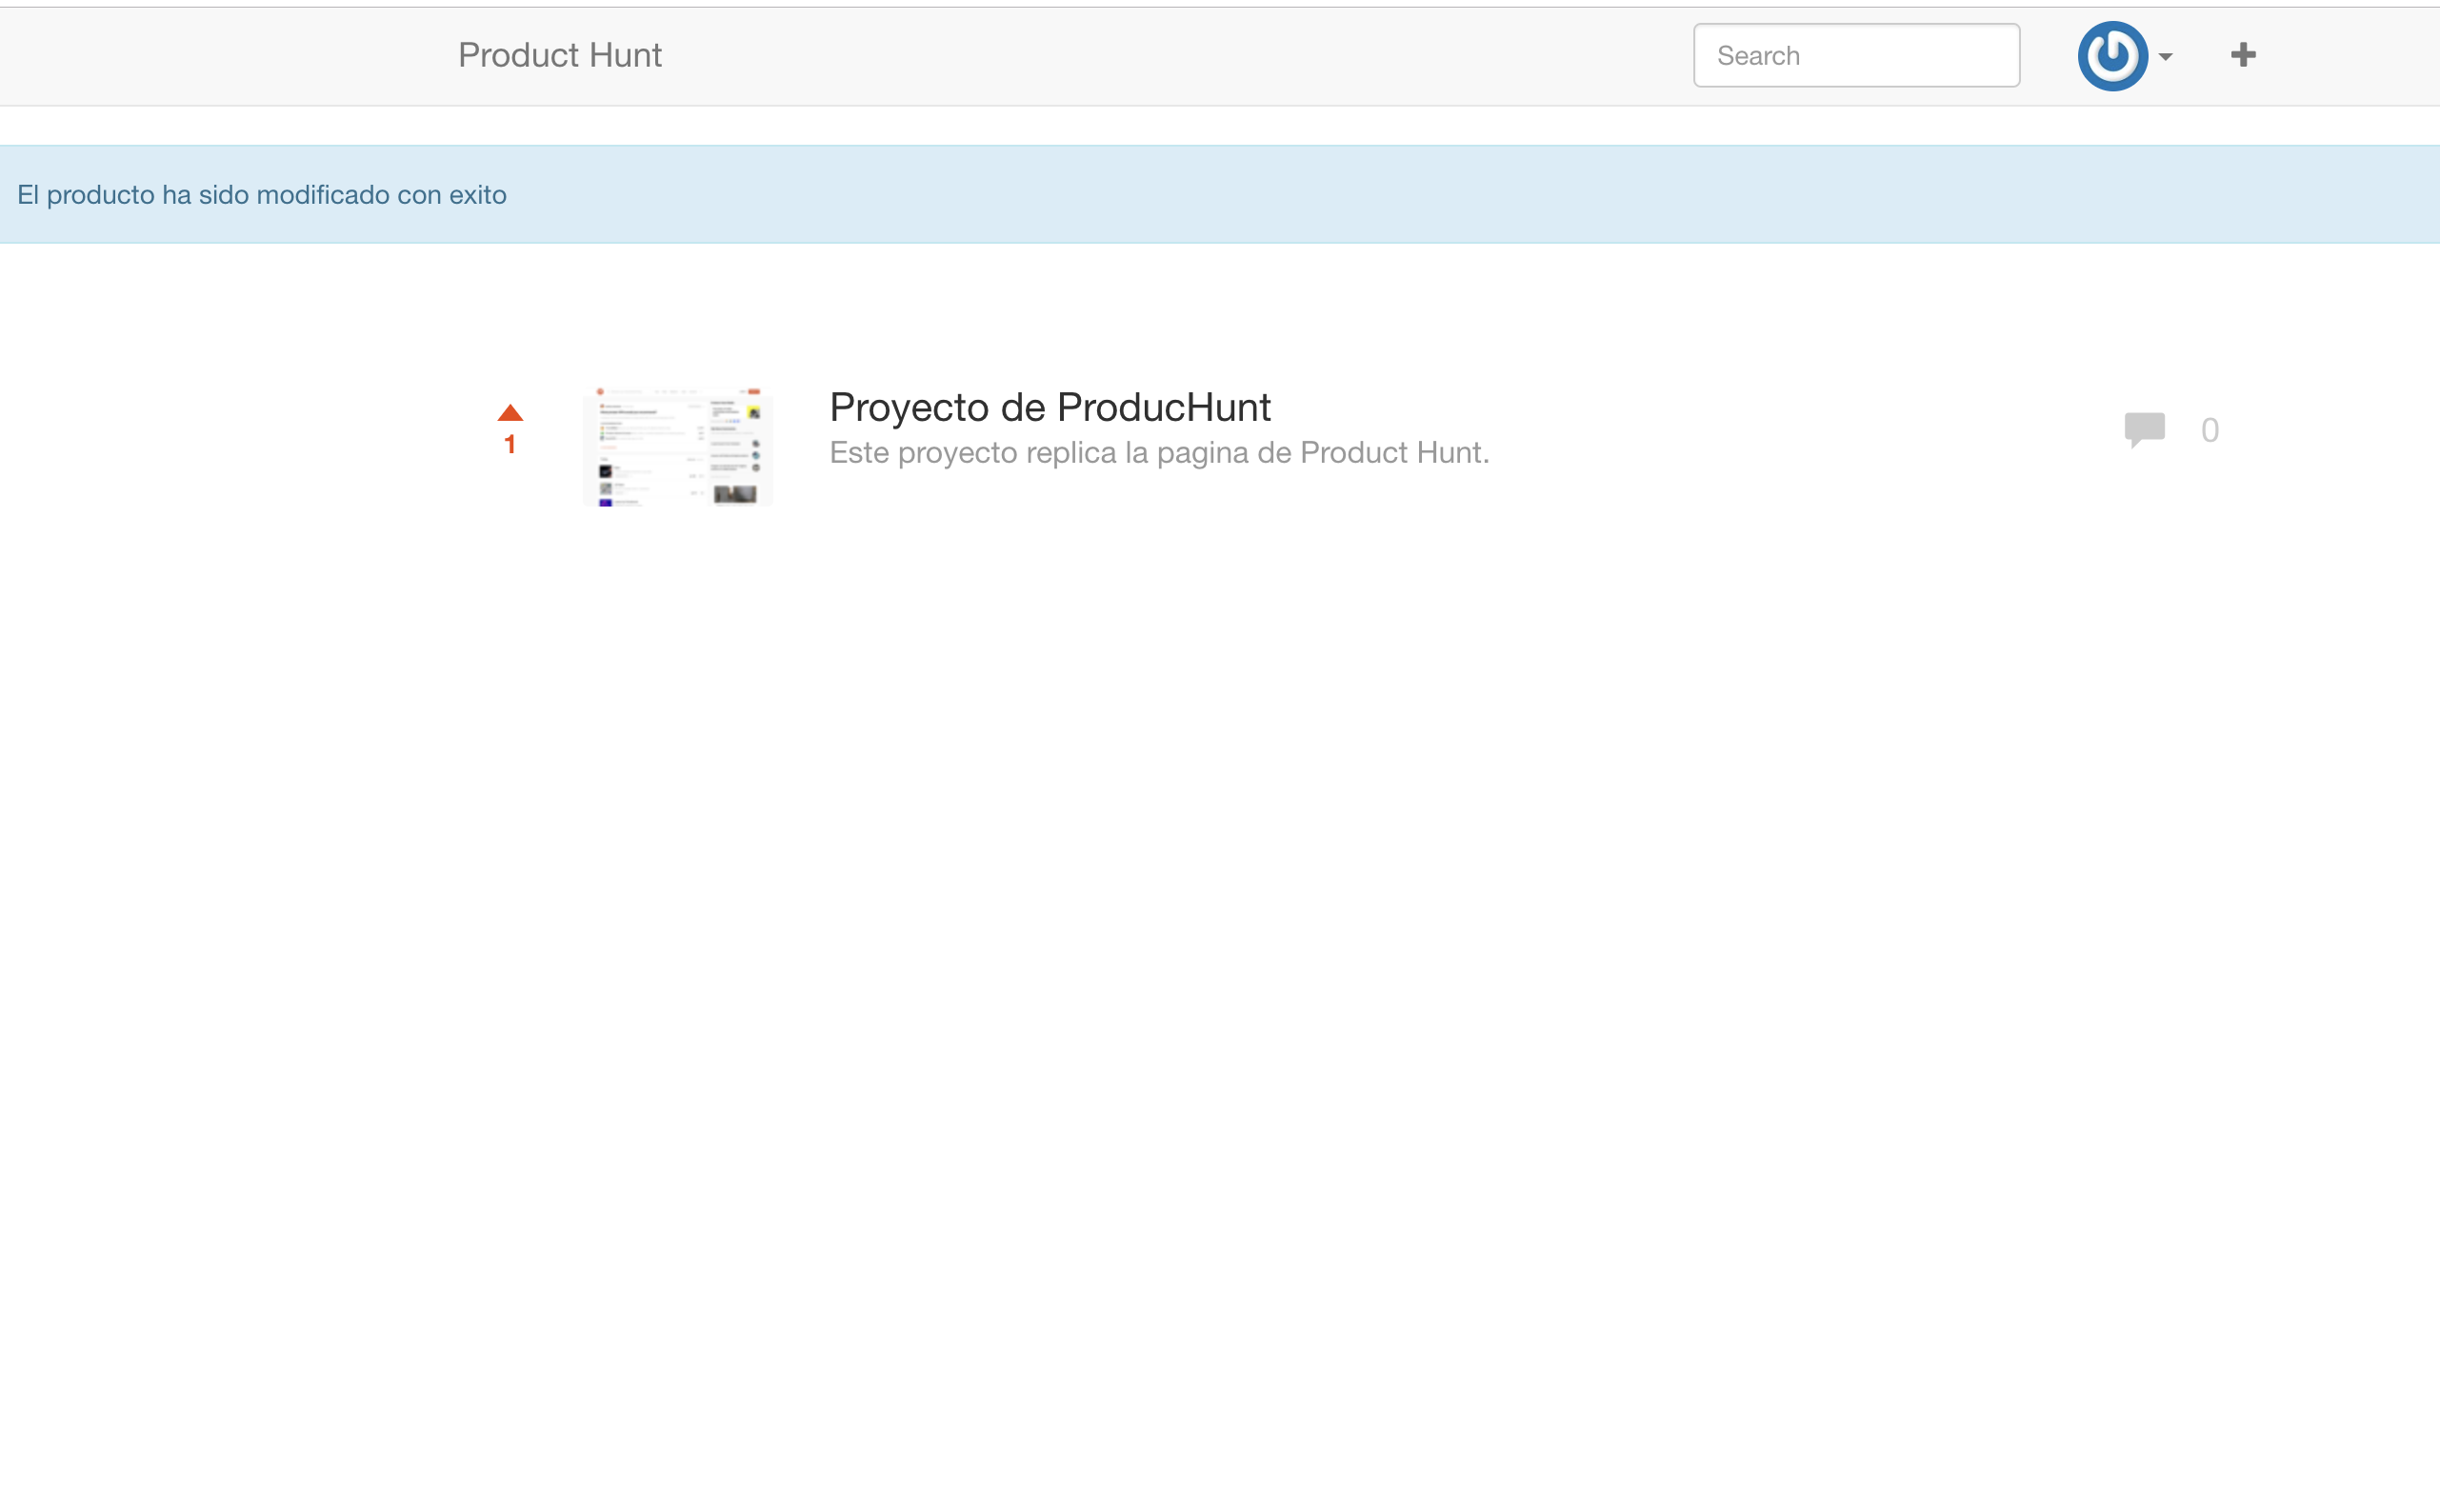 Product Hunt
Search
El producto ha sido modificado con exito
Proyecto de ProducHunt
1
Este proyecto replica la pagina de Product Hunt.
0